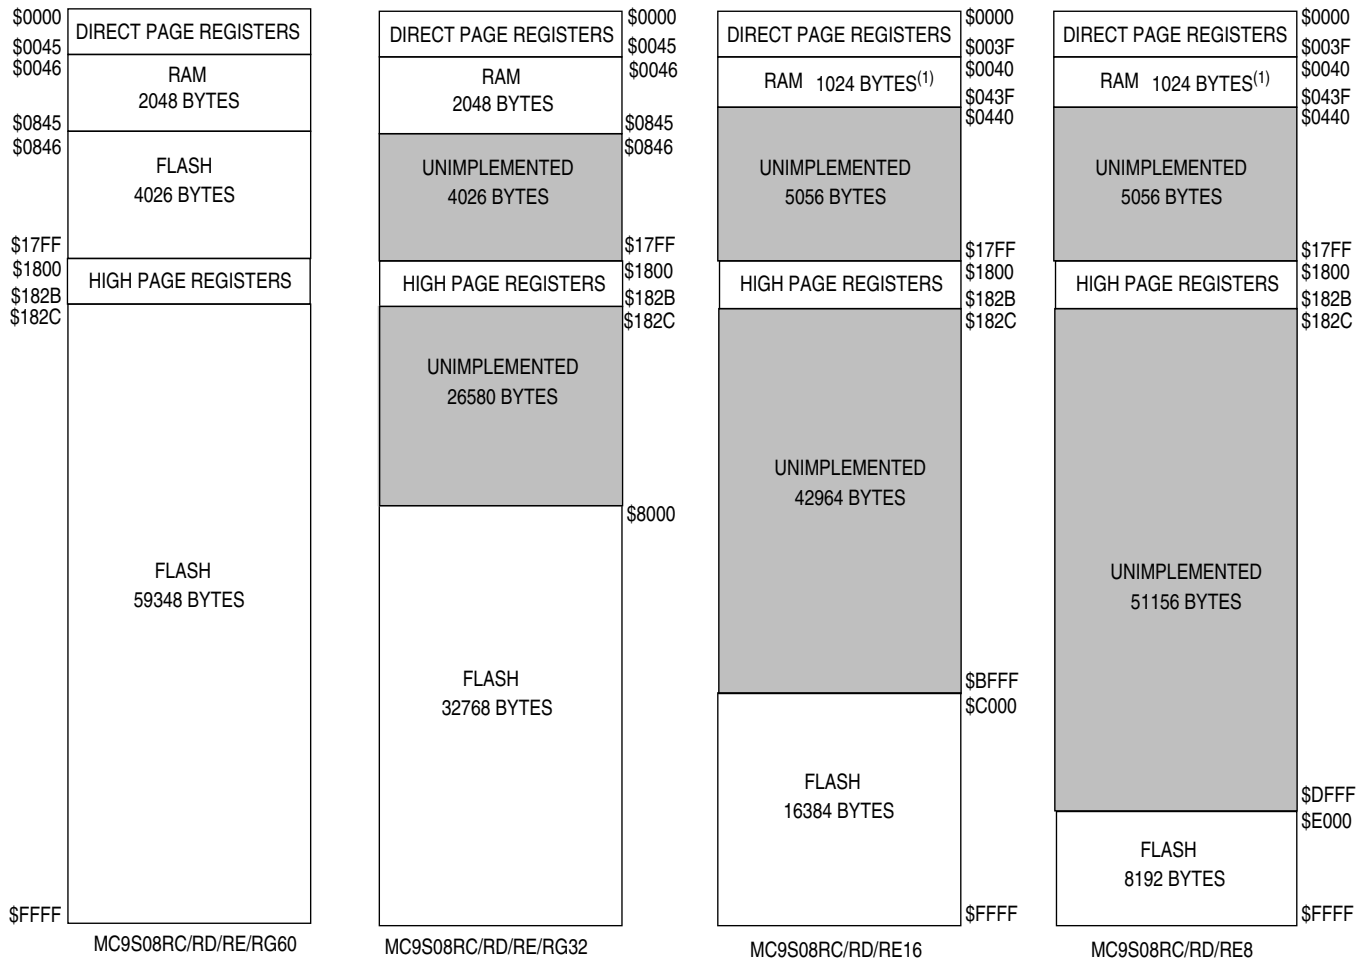 $0000
DIRECT PAGE REGISTERS
$0045
$0046
RAM
2048 BYTES
$0845
$0846
FLASH
4026 BYTES
$17FF
$1800
HIGH PAGE REGISTERS
$182B
$182C
FLASH
59348 BYTES
$FFFF
MC9S08RC/RD/RE/RG60
$0000
DIRECT PAGE REGISTERS
$0045
$0046
RAM
2048 BYTES
$0845
$0846
UNIMPLEMENTED
4026 BYTES
$17FF
$1800
HIGH PAGE REGISTERS
$182B
$182C
UNIMPLEMENTED
26580 BYTES
$8000
FLASH
32768 BYTES
MC9S08RC/RD/RE/RG32
$0000
DIRECT PAGE REGISTERS
$003F
$0040
RAM 1024 BYTES(1)
$043F
$0440
UNIMPLEMENTED
5056 BYTES
$17FF
$1800
HIGH PAGE REGISTERS
$182B
$182C
UNIMPLEMENTED
42964 BYTES
$BFFF
$C000
FLASH
16384 BYTES
$FFFF
MC9S08RC/RD/RE16
$0000
DIRECT PAGE REGISTERS
$003F
$0040
RAM 1024 BYTES(1)
$043F
$0440
UNIMPLEMENTED
5056 BYTES
$17FF
$1800
HIGH PAGE REGISTERS
$182B
$182C
UNIMPLEMENTED
51156 BYTES
$DFFF
$E000
FLASH
8192 BYTES
$FFFF
MC9S08RC/RD/RE8